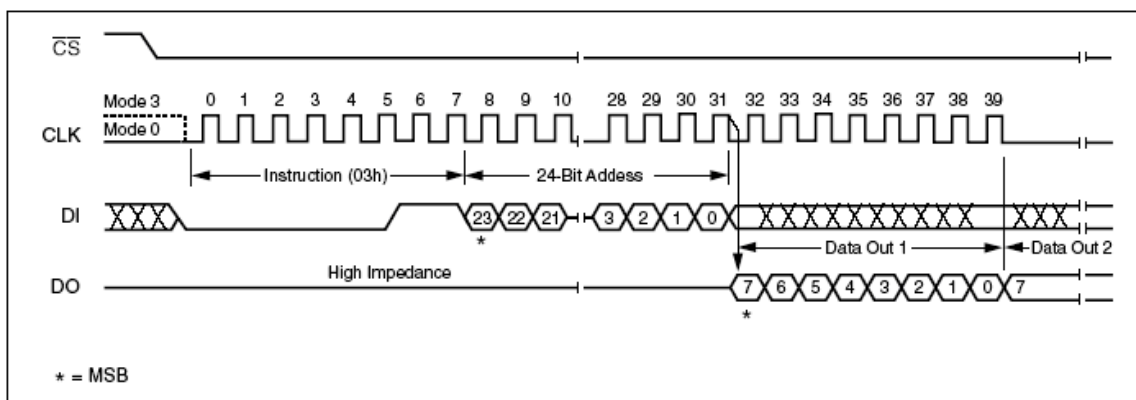 CS
Mode 3 0 1 2 3 4 5 6 7 8 9 10 28 29 30 31 32 33 34 35 36 37 38 39
CLK Mode 0
Instruction (03h) 24-Bit Addess
DI 23 22 21 3 2 1 0
* Data Out 1 Data Out 2
High Impedance
DO 7 6 5 4 3 2 1 0 7
*
* = MSB